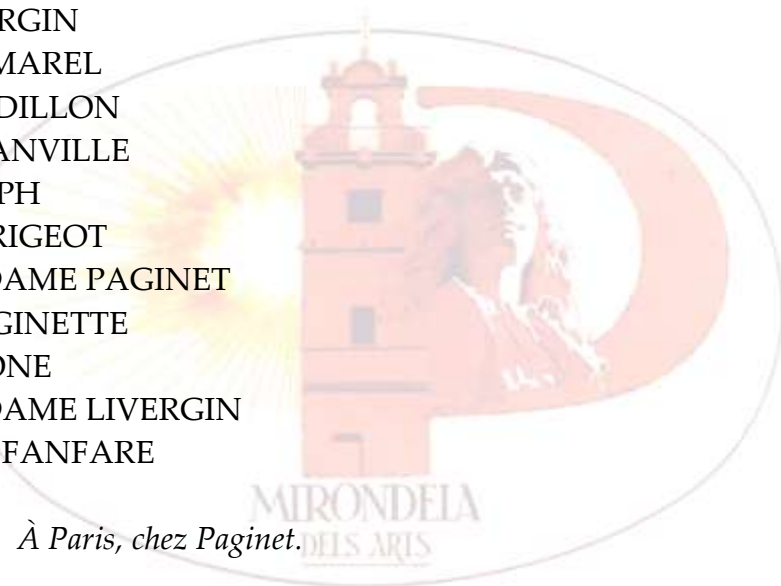 RGIN
MAREL
DILLON
ANVILLE
PH
RIGEOT
DAME PAGINET
GINETTE
ONE
DAME LIVERGIN
FANFARE
À Paris, chez Paginet.
MIRONDELA
DELS ARTS